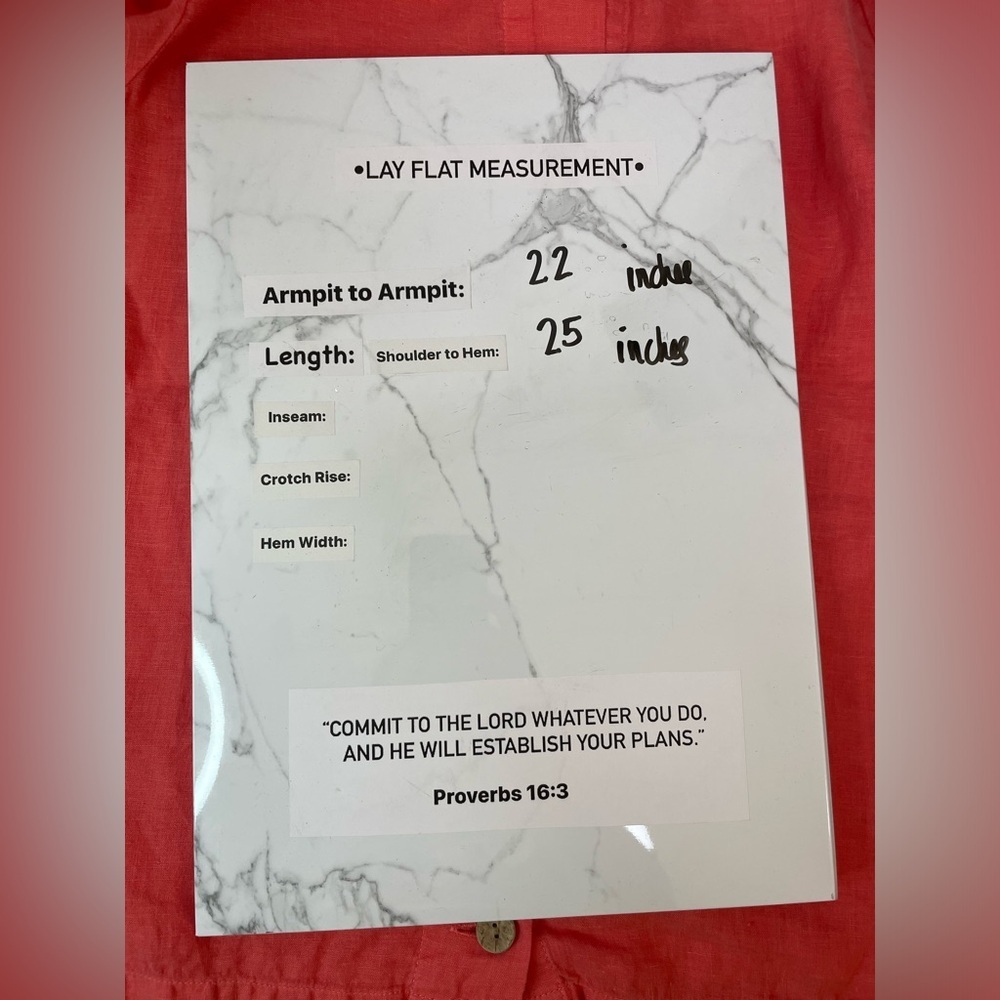 •LAY FLAT MEASUREMENT•
Armpit to Armpit: 22 inches
Length: Shoulder to Hem: 25 inches
Inseam:
Crotch Rise:
Hem Width:
“COMMIT TO THE LORD WHATEVER YOU DO,
AND HE WILL ESTABLISH YOUR PLANS.”
Proverbs 16:3